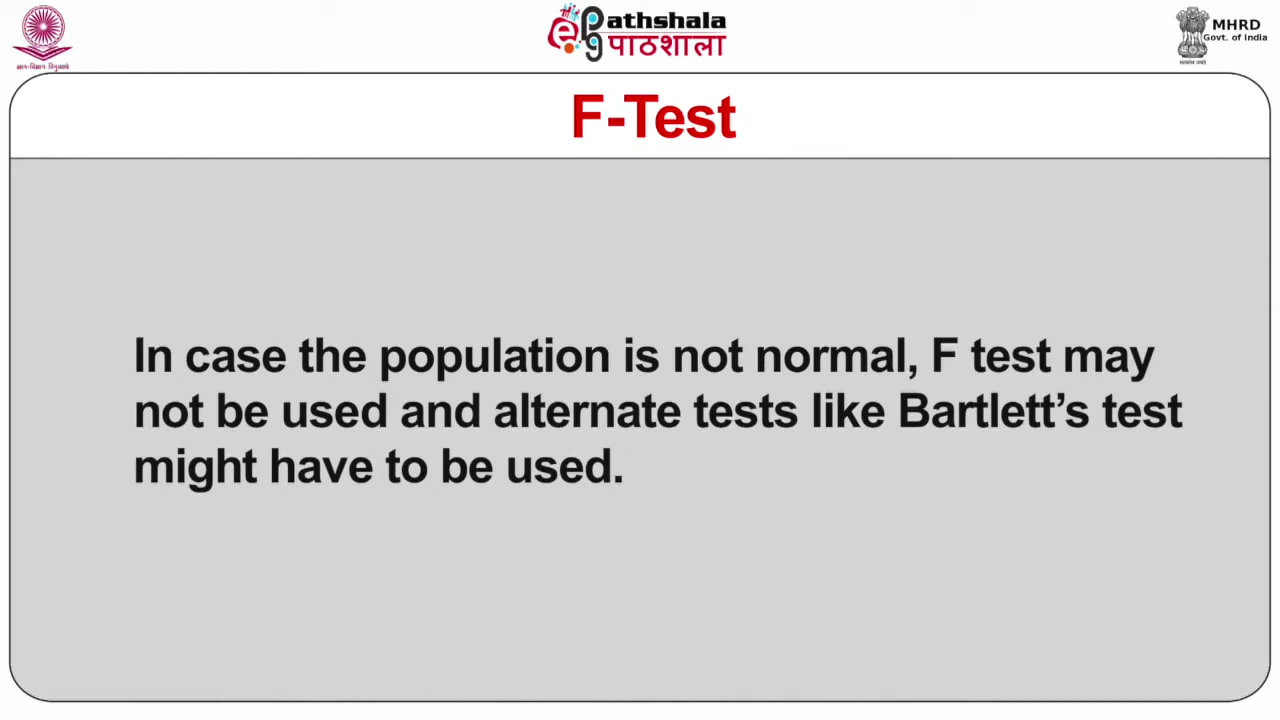 ePathshala
पाठशाला
MHRD
Govt. of India
F-Test
In case the population is not normal, F test may
not be used and alternate tests like Bartlett’s test
might have to be used.